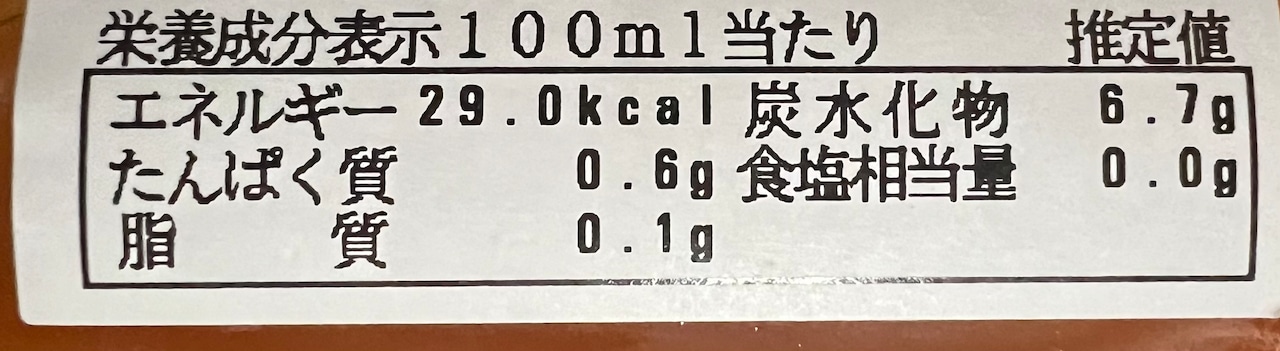 栄養成分表示100ml当たり 推定値
エネルギー 29.0kcal 炭水化物 6.7g
たんぱく質 0.6g 食塩相当量 0.0g
脂質 0.1g